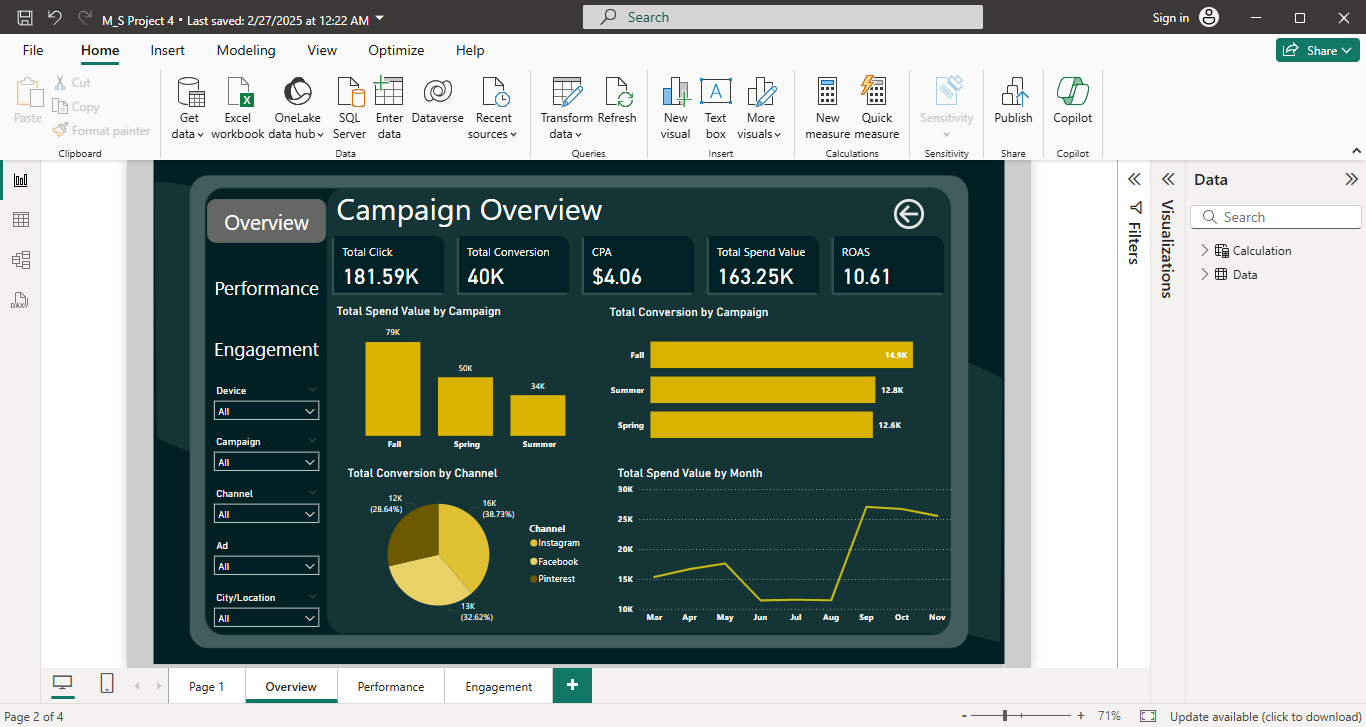 M_S Project 4 • Last saved: 2/27/2025 at 12:22 AM
Search
Sign in
File Home Insert Modeling View Optimize Help
Share
Paste
Cut
Copy
Format painter
Clipboard
Get data
Excel workbook
OneLake data hub
SQL Server
Enter data
Dataverse
Recent sources
Data
Transform data
Refresh
Queries
New visual
Text box
More visuals
Insert
New measure
Quick measure
Calculations
Sensitivity
Sensitivity
Publish
Share
Copilot
Copilot
DAX
Overview
Performance
Engagement
Device
All
Campaign
All
Channel
All
Ad
All
City/Location
All
Campaign Overview
Total Click
181.59K
Total Conversion
40K
CPA
$4.06
Total Spend Value
163.25K
ROAS
10.61
Total Spend Value by Campaign
79K
50K
34K
Fall Spring Summer
Total Conversion by Campaign
Fall 14.9K
Summer 12.8K
Spring 12.6K
Total Conversion by Channel
12K
(28.64%)
16K
(38.73%)
13K
(32.62%)
Channel
Instagram
Facebook
Pinterest
Total Spend Value by Month
30K
25K
20K
15K
10K
Mar Apr May Jun Jul Aug Sep Oct Nov
Filters
Visualizations
Data
Search
Calculation
Data
Page 1 Overview Performance Engagement +
Page 2 of 4
- + 71%
Update available (click to download)